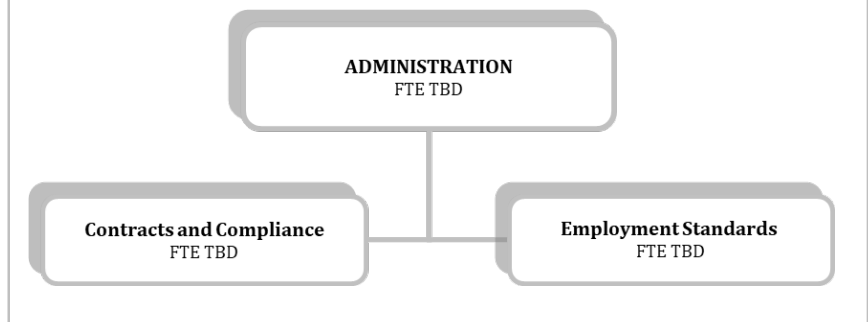 ADMINISTRATION
FTE TBD
Contracts and Compliance
FTE TBD
Employment Standards
FTE TBD